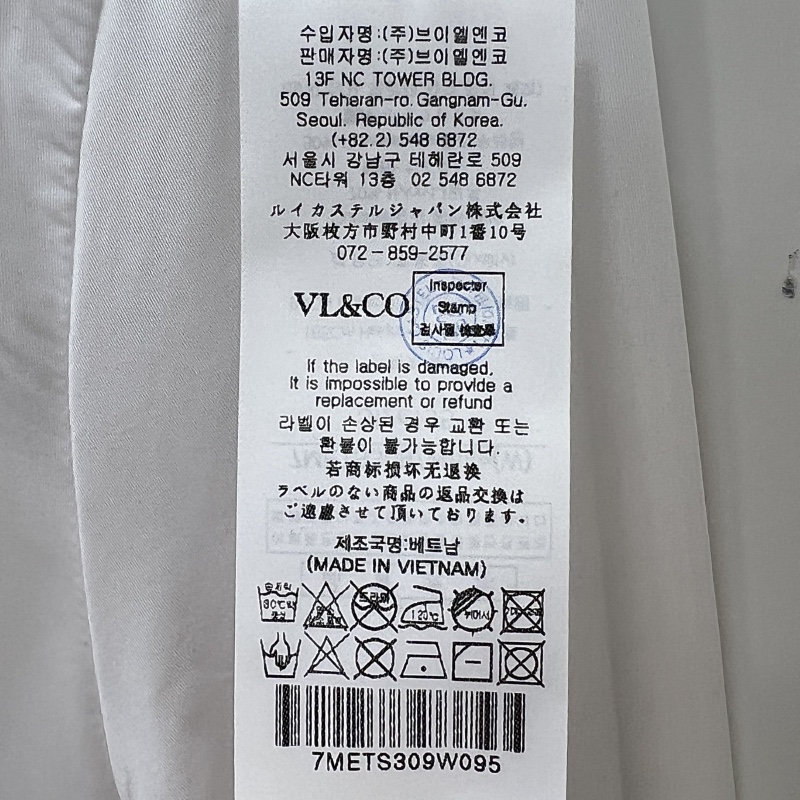 수입자명:(주)브이엘엔코
판매자명:(주)브이엘엔코
13F NC TOWER BLDG.
509 Teheran-ro. Gangnam-Gu.
Seoul. Republic of Korea.
(+82.2) 548 6872
서울시 강남구 테헤란로 509
NC타워 13층 02 548 6872
ルイカステルジャパン株式会社
大阪枚方市野村中町1番10号
072-859-2577
VL&CO
Inspecter
Stamp
검사필
If the label is damaged,
It is impossible to provide a
replacement or refund
라벨이 손상된 경우 교환 또는
환불이 불가능합니다.
若商标损坏无退换
ラベルのない商品の返品交換は
ご遠慮させて頂いております。
제조국명:베트남
(MADE IN VIETNAM)
30℃
드라이
120℃
7METS309W095